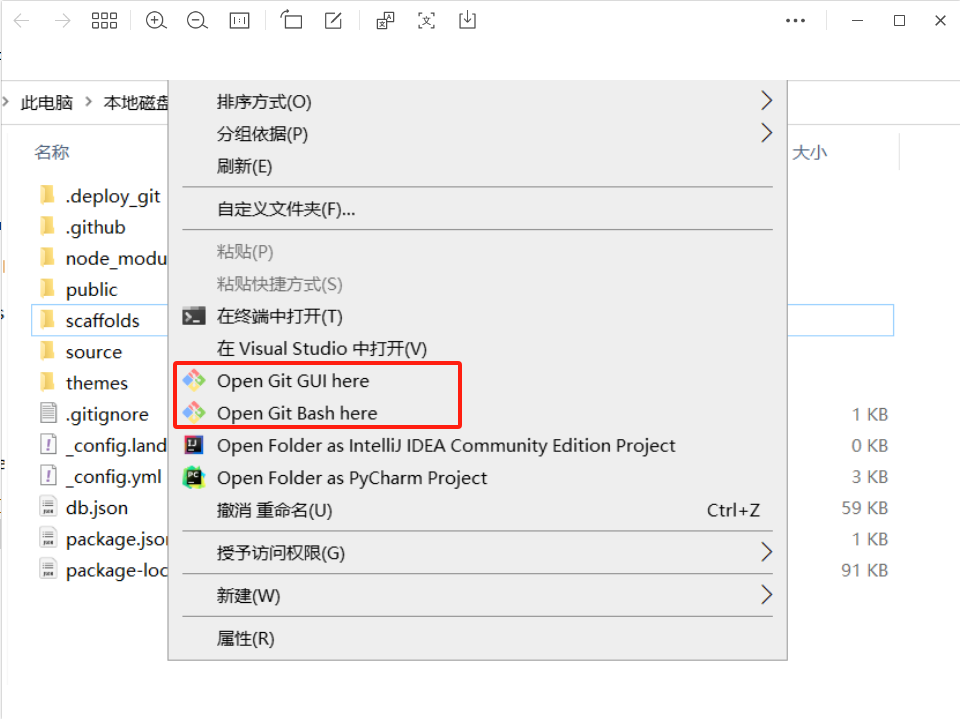 此电脑 本地磁盘
名称 大小
排序方式(O)
分组依据(P)
刷新(E)
自定义文件夹(F)...
粘贴(P)
粘贴快捷方式(S)
在终端中打开(T)
在 Visual Studio 中打开(V)
Open Git GUI here
Open Git Bash here
Open Folder as IntelliJ IDEA Community Edition Project
Open Folder as PyCharm Project
撤消 重命名(U) Ctrl+Z
授予访问权限(G)
新建(W)
属性(R)
.deploy_git
.github
node_modu
public
scaffolds
source
themes
.gitignore 1 KB
_config.land 0 KB
_config.yml 3 KB
db.json 59 KB
package.json 1 KB
package-loc 91 KB